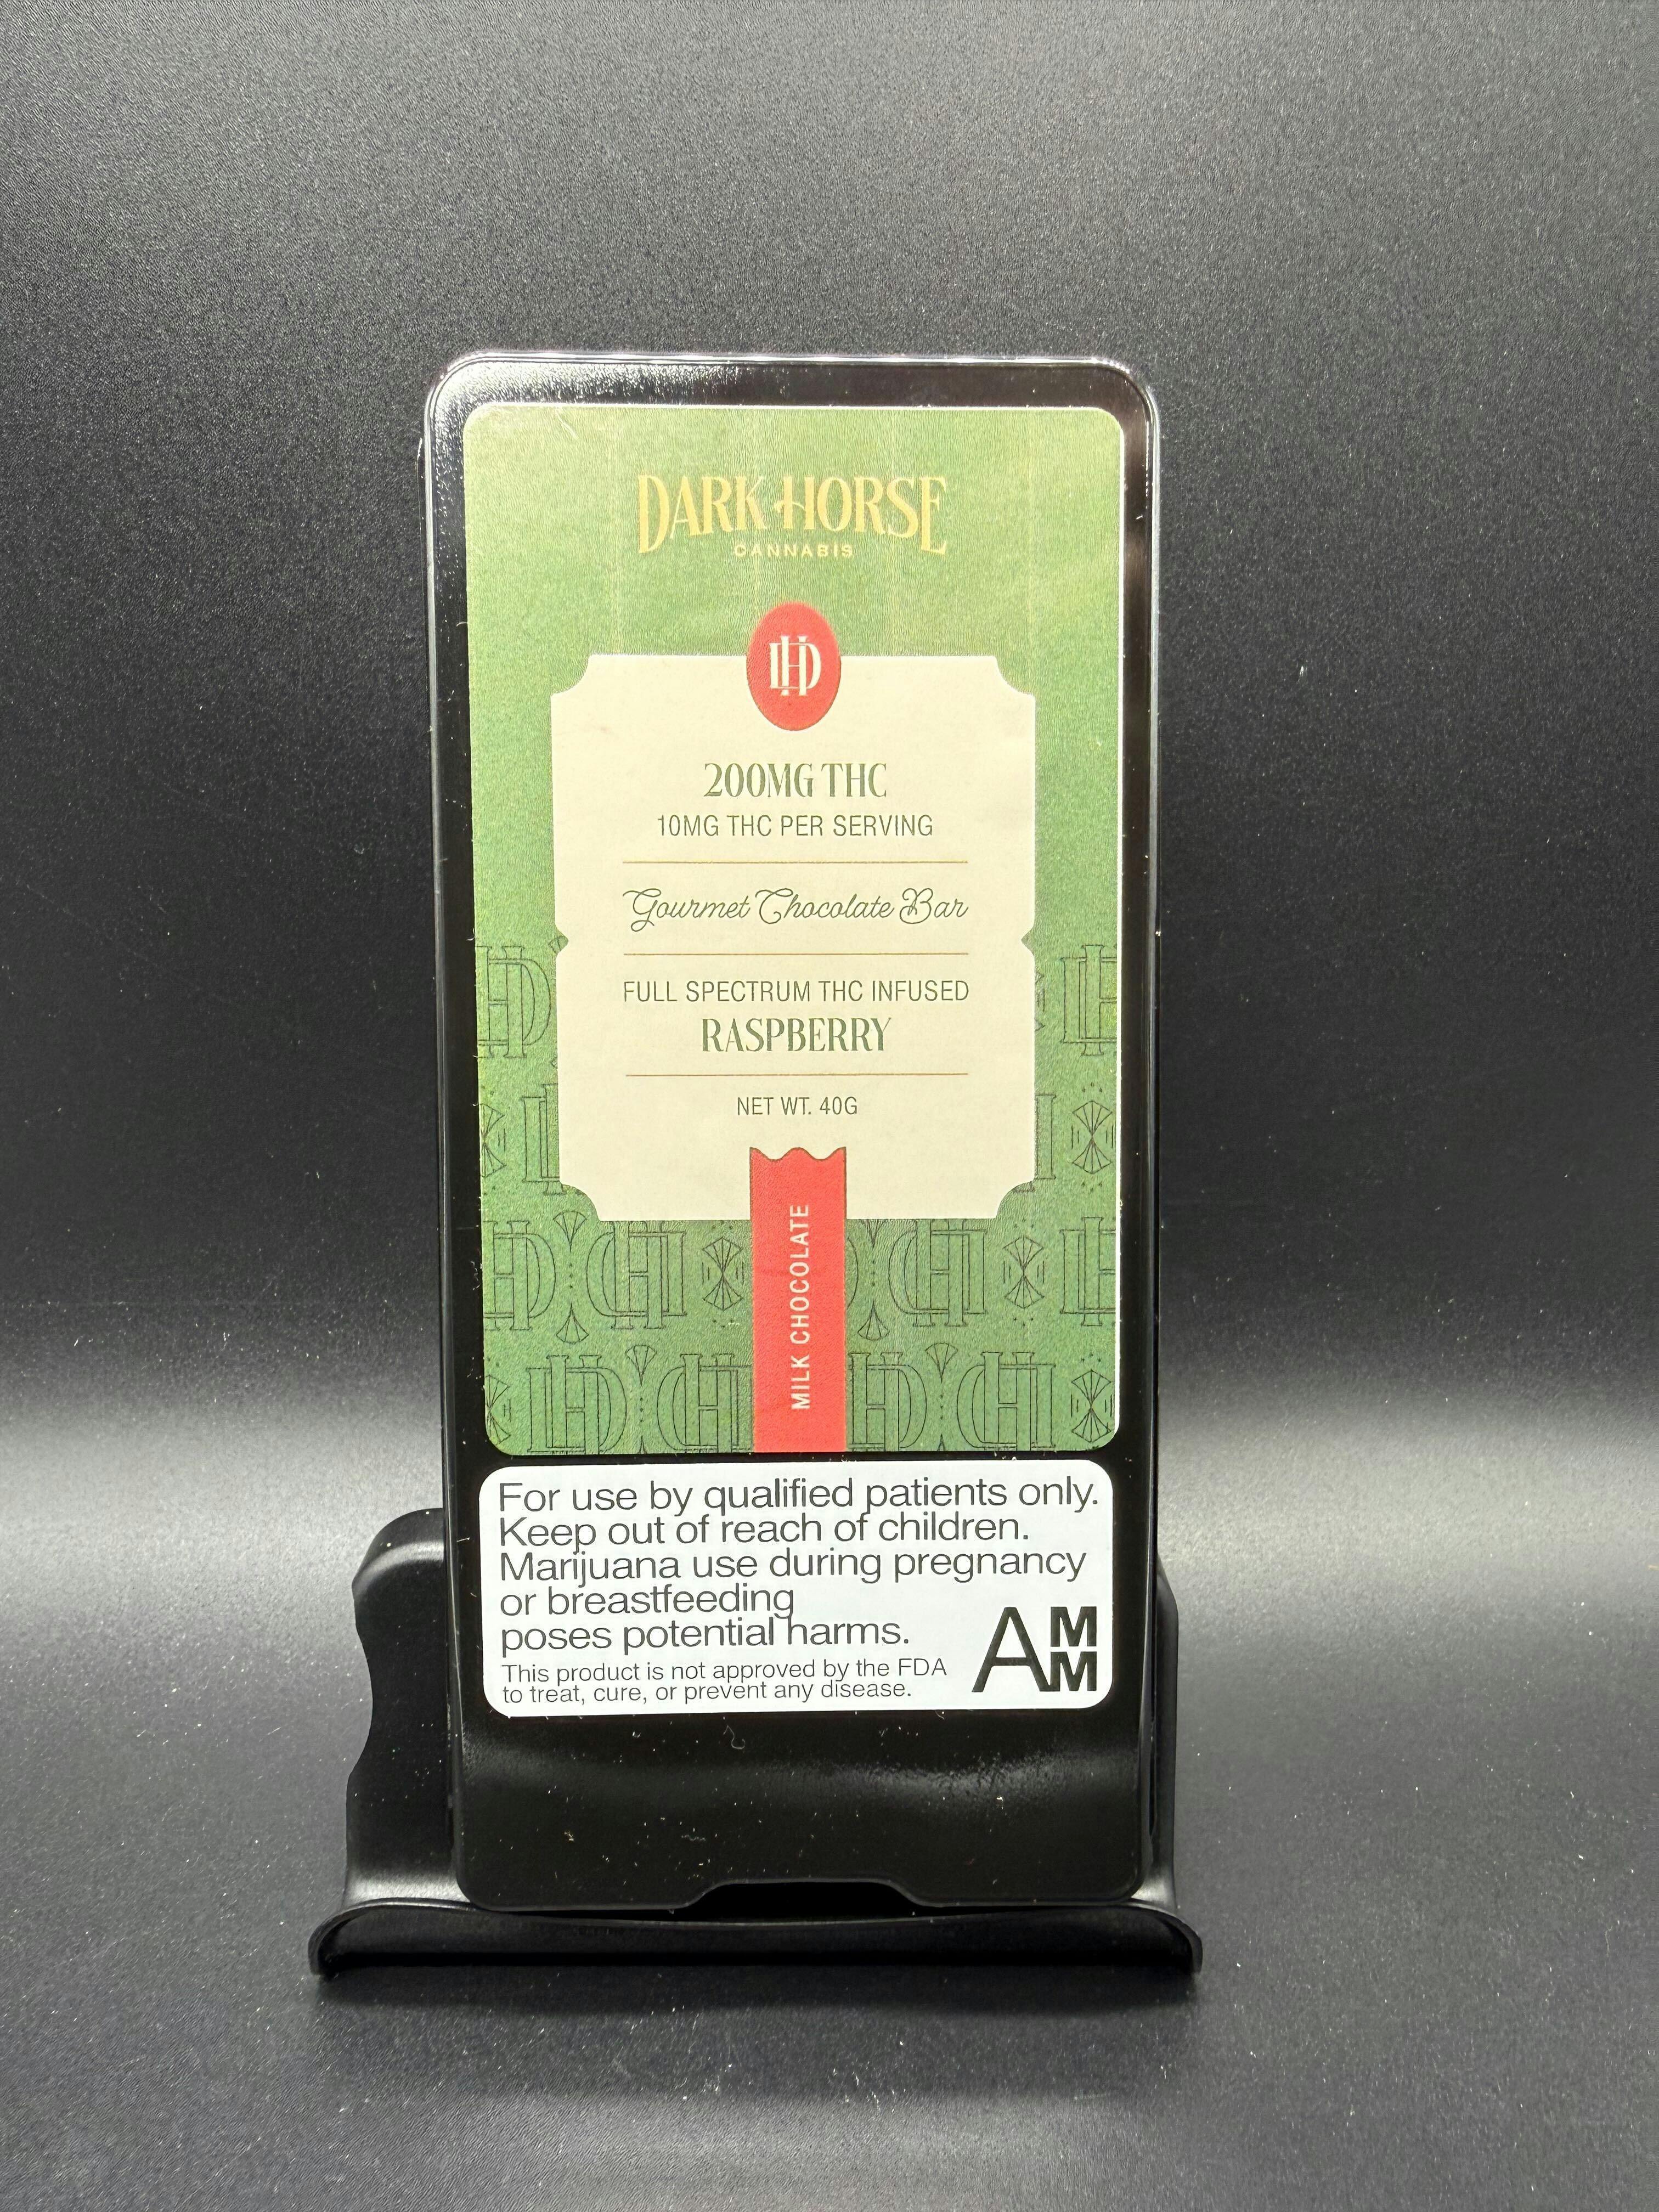 DARK HORSE
CANNABIS
DH
200MG THC
10MG THC PER SERVING
Gourmet Chocolate Bar
FULL SPECTRUM THC INFUSED
RASPBERRY
NET WT. 40G
MILK CHOCOLATE
For use by qualified patients only.
Keep out of reach of children.
Marijuana use during pregnancy
or breastfeeding
poses potential harms.
This product is not approved by the FDA
to treat, cure, or prevent any disease.
AMM